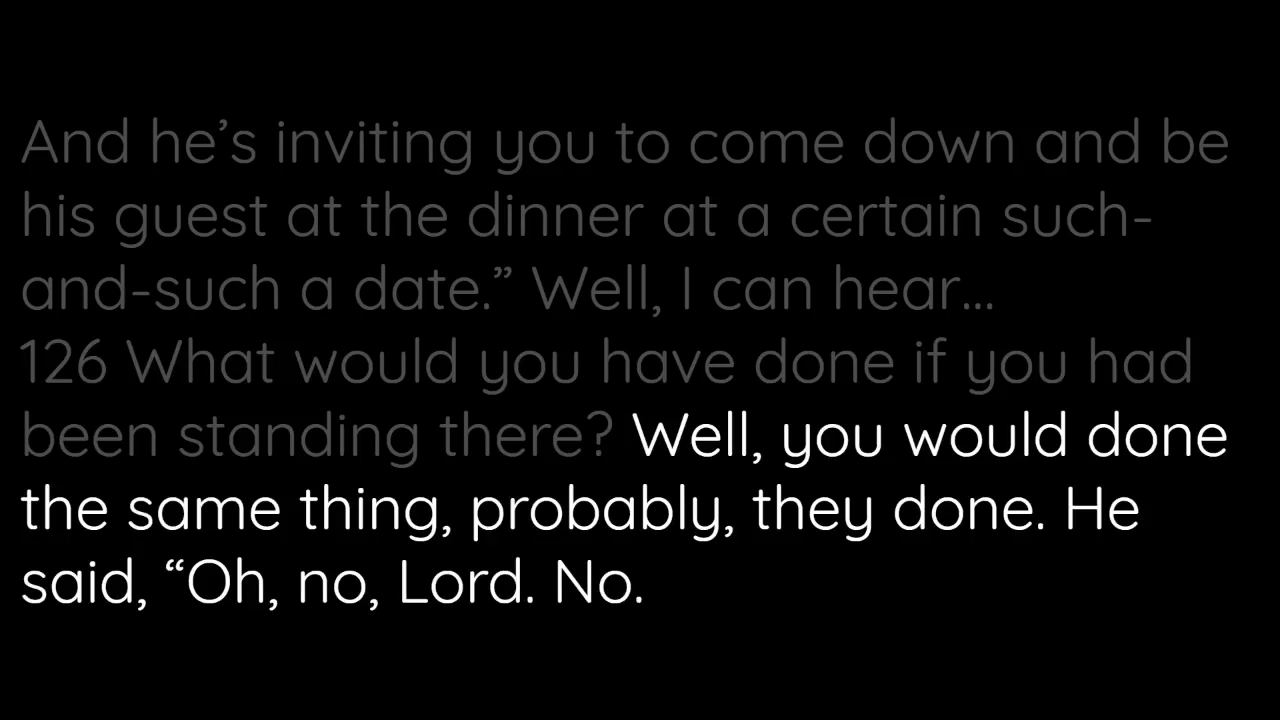 And he’s inviting you to come down and be
his guest at the dinner at a certain such-
and-such a date.” Well, I can hear...
126 What would you have done if you had
been standing there? Well, you would done
the same thing, probably, they done. He
said, “Oh, no, Lord. No.